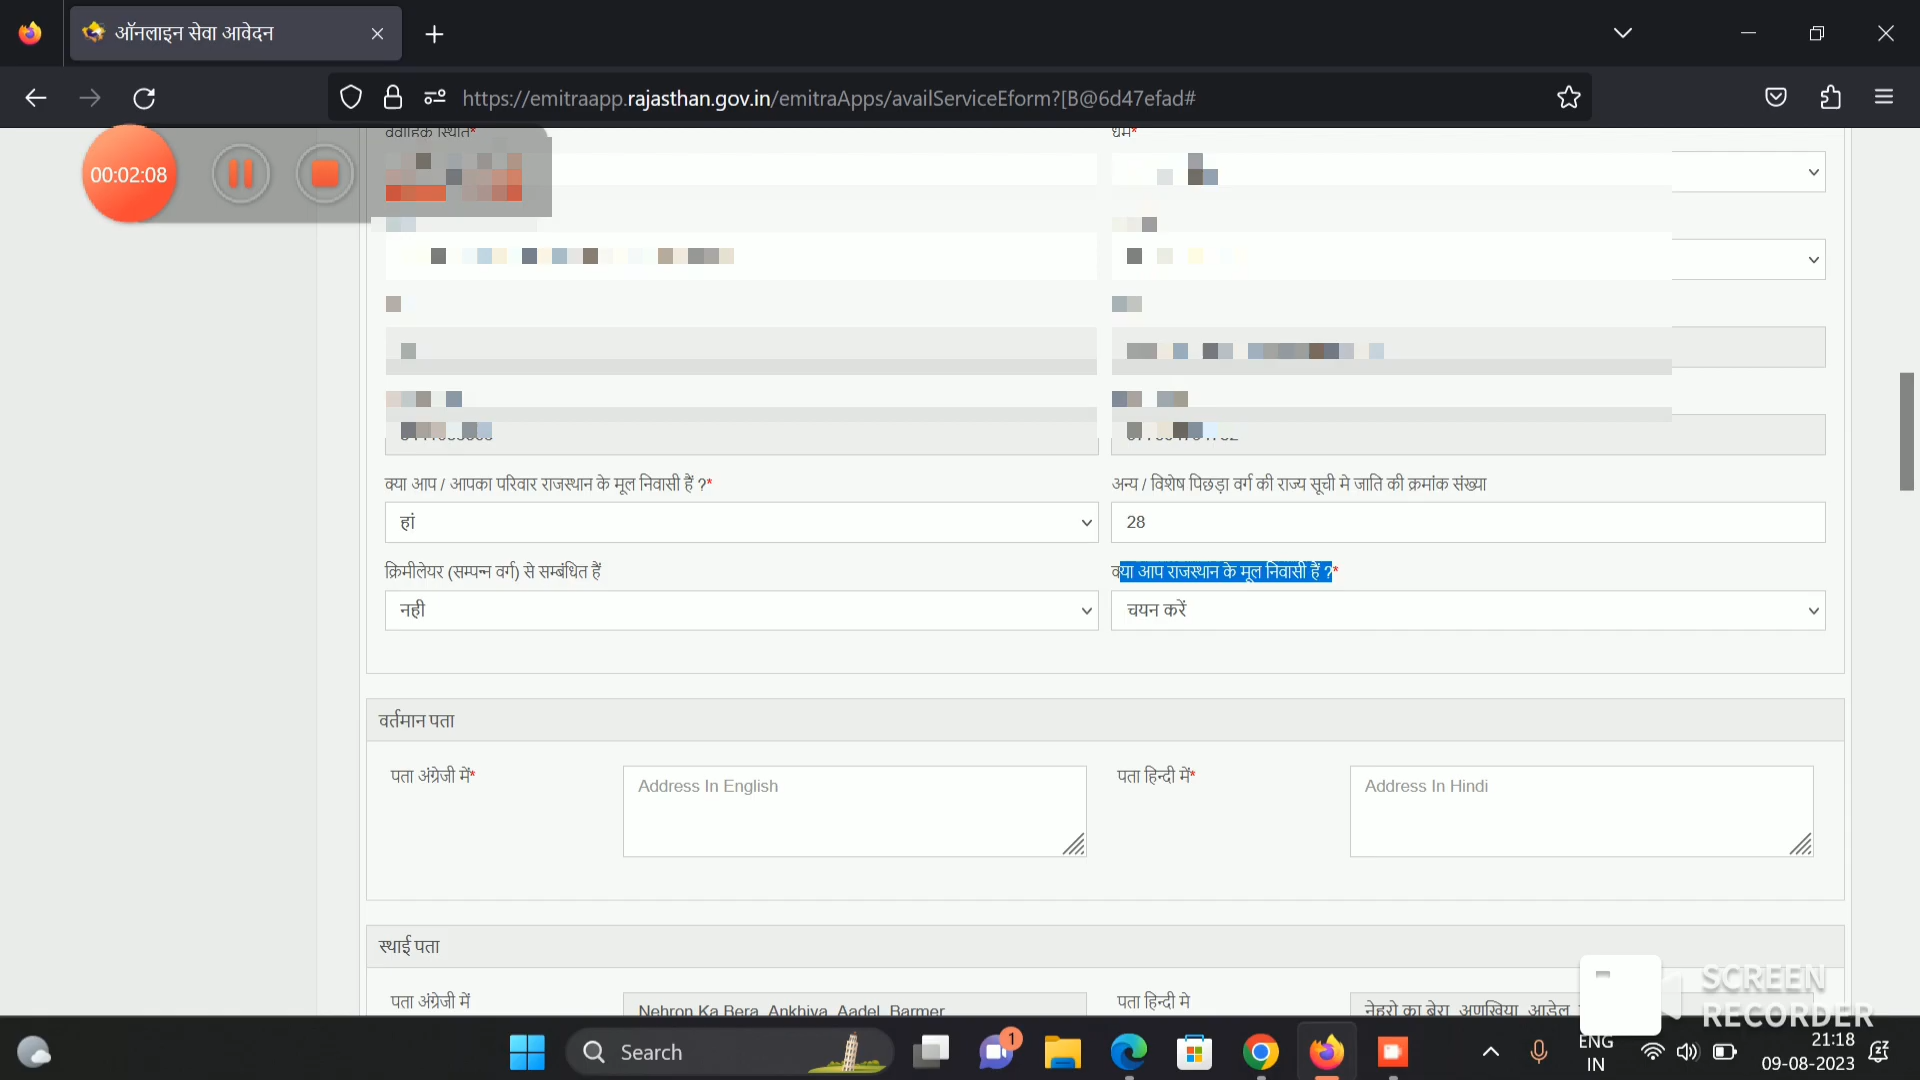 ऑनलाइन सेवा आवेदन
https://emitraapp.rajasthan.gov.in/emitraApps/availServiceEform?[B@6d47efad#
00:02:08
क्या आप / आपका परिवार राजस्थान के मूल निवासी हैं ?*
अन्य / विशेष पिछड़ा वर्ग की राज्य सूची मे जाति की क्रमांक संख्या
हां
28
क्रिमीलेयर (सम्पन्न वर्ग) से सम्बंधित हैं
क्या आप राजस्थान के मूल निवासी हैं ?*
नही
चयन करें
वर्तमान पता
पता अंग्रेजी में*
Address In English
पता हिन्दी में*
Address In Hindi
स्थाई पता
पता अंग्रेजी में
Nehron Ka Bera, Ankhiya, Aadel, Barmer
पता हिन्दी मे
नेहरो का बेरा, अणखिया, आडेल
SCREEN
RECORDER
Search
1
ENG
IN
21:18
09-08-2023